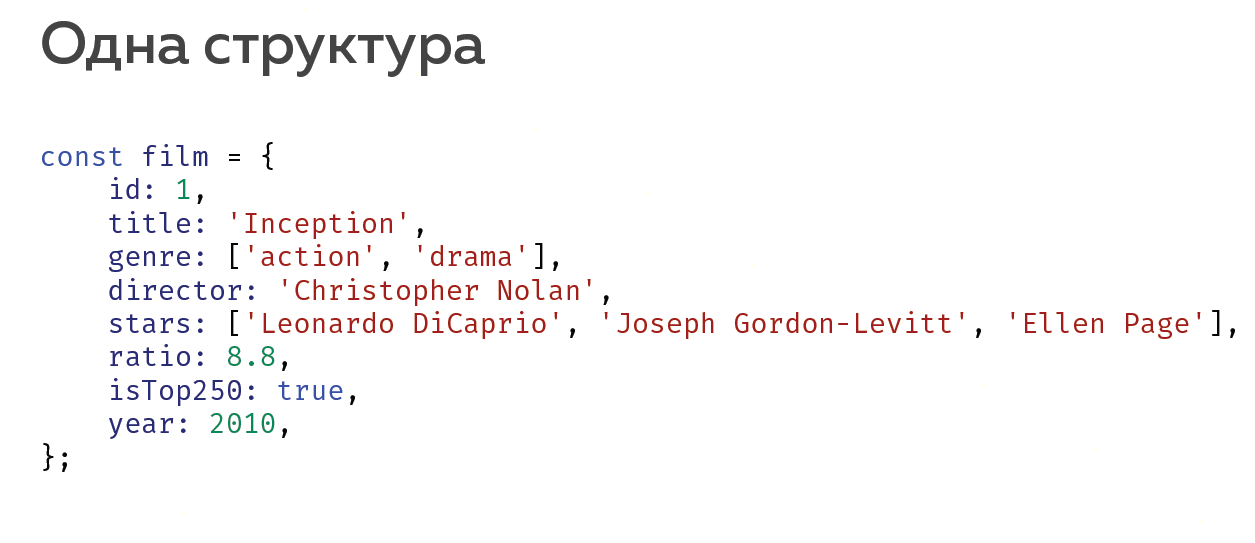 Одна структура
const film = {
    id: 1,
    title: 'Inception',
    genre: ['action', 'drama'],
    director: 'Christopher Nolan',
    stars: ['Leonardo DiCaprio', 'Joseph Gordon-Levitt', 'Ellen Page'],
    ratio: 8.8,
    isTop250: true,
    year: 2010,
};